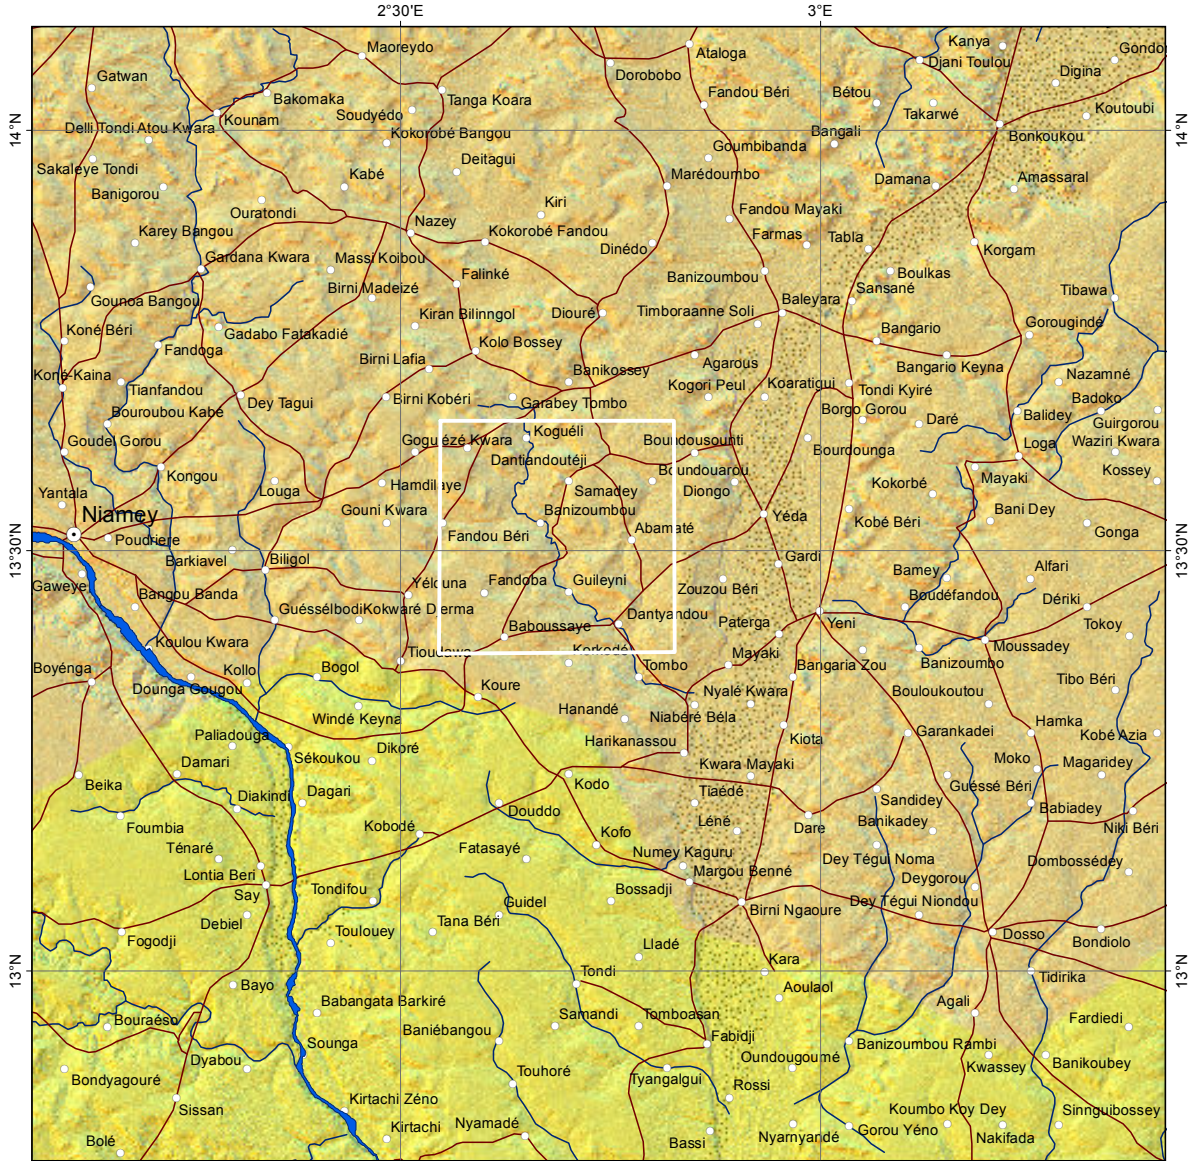 2°30'E
3°E
Maoreydo
Ataloga
Kanya
Gatwan
Dorobobo
Djani Toulou
Digina
Bakomaka
Tanga Koara
Fandou Béri
Bétou
Takarwé
Koutoubi
Kounam
Soudyédo
14°N
14°N
Delli Tondi Atou Kwara
Kokorobé Bangou
Bangali
Bonkoukou
Goumbibanda
Sakaleye Tondi
Deitagui
Banigorou
Kabé
Marédoumbo
Damana
Amassaral
Ouratondi
Kiri
Fandou Mayaki
Karey Bangou
Nazey
Kokorobé Fandou
Farmas
Tabla
Dinédo
Korgam
Gardana Kwara
Massi Koibou
Falinké
Banizoumbou
Boulkas
Birni Madeizé
Sansané
Tibawa
Gounoa Bangou
Kiran Bilinngol
Diouré
Timboraanne Soli
Baleyara
Koné Béri
Gadabo Fatakadié
Bangario
Gorougindé
Fandoga
Kolo Bossey
Birni Lafia
Agarous
Bangario Keyna
Koné-Kaina
Banikossey
Kogori Peul
Koaratigui
Nazamné
Tianfandou
Dey Tagui
Birni Kobéri
Garabey Tombo
Tondi Kyiré
Badoko
Bouroubou Kabé
Borgo Gorou
Daré
Balidey
Guirgorou
Goudel Gorou
Goguézé Kwara
Koguéli
Boundousounti
Loga
Waziri Kwara
Dantiandoutéji
Bourdounga
Kongou
Boundouarou
Kossey
Louga
Hamdillaye
Samadey
Diongo
Kokorbé
Mayaki
Yantala
Niamey
Gouni Kwara
Banizoumbou
Yéda
Kobé Béri
Bani Dey
Gonga
Poudriere
Fandou Béri
Abamaté
13°30'N
13°30'N
Barkiavel
Biligol
Gardi
Gaweye
Yélouna
Fandoba
Guileyni
Zouzou Béri
Bamey
Alfari
Bangou Banda
Guéssélbodi
Kokwaré Djerma
Dantyandou
Boudéfandou
Dériki
Koulou Kwara
Baboussaye
Paterga
Yeni
Tokoy
Boyénga
Kollo
Bogol
Tioudawa
Korkodé
Tombo
Mayaki
Bangaria Zou
Banizoumbo
Moussadey
Dounga Gougou
Koure
Nyalé Kwara
Bouloukoutou
Tibo Béri
Windé Keyna
Hanandé
Niabéré Béla
Paliadouga
Dikoré
Harikanassou
Kiota
Garankadei
Hamka
Kobé Azia
Sékoukou
Damari
Kwara Mayaki
Moko
Magaridey
Beika
Kodo
Guéssé Béri
Diakindi
Dagari
Tiaédé
Sandidey
Babiadey
Foumbia
Kobodé
Douddo
Kofo
Léné
Dare
Banikadey
Niki Béri
Ténaré
Fatasayé
Numey Kaguru
Dey Tégui Noma
Dombossédey
Lontia Beri
Margou Benné
Deygorou
Say
Tondifou
Bossadji
Debiel
Guidel
Birni Ngaoure
Dey Tégui Niondou
Fogodji
Toulouey
Tana Béri
Lladé
Dosso
Bondiolo
13°N
13°N
Bayo
Tondi
Kara
Tidirika
Aoulaol
Bouraéso
Babangata Barkiré
Baniébangou
Samandi
Tomboasan
Agali
Fardiedi
Sounga
Fabidji
Dyabou
Oundougoumé
Banizoumbou Rambi
Bondyagouré
Touhoré
Tyangalgui
Kwassey
Banikoubey
Sissan
Rossi
Kirtachi Zéno
Nyamadé
Koumbo Koy Dey
Sinnguibossey
Bolé
Kirtachi
Bassi
Nyarnyandé
Gorou Yéno
Nakifada